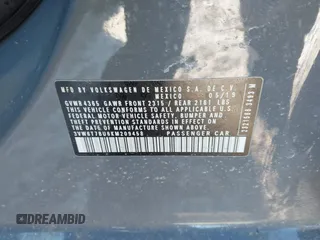 MFD. BY VOLKSWAGEN DE MEXICO S.A. DE C.V.
MEXICO 05/19
GVWR 4365 GAWR FRONT 2315 / REAR 2161 LBS
THIS VEHICLE CONFORMS TO ALL APPLICABLE U.S.
FEDERAL MOTOR VEHICLE SAFETY, BUMPER, AND
THEFT PREVENTION STANDARDS IN EFFECT
ON THE DATE OF MANUFACTURE SHOWN ABOVE.
PASSENGER CAR
DREAMBID